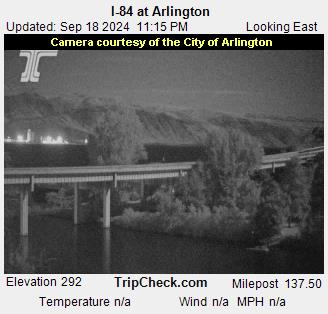 I-84 at Arlington
Updated: Sep 18 2024 11:15 PM Looking East
Camera courtesy of the City of Arlington
Elevation 292 TripCheck.com Milepost 137.50
Temperature n/a Wind n/a MPH n/a